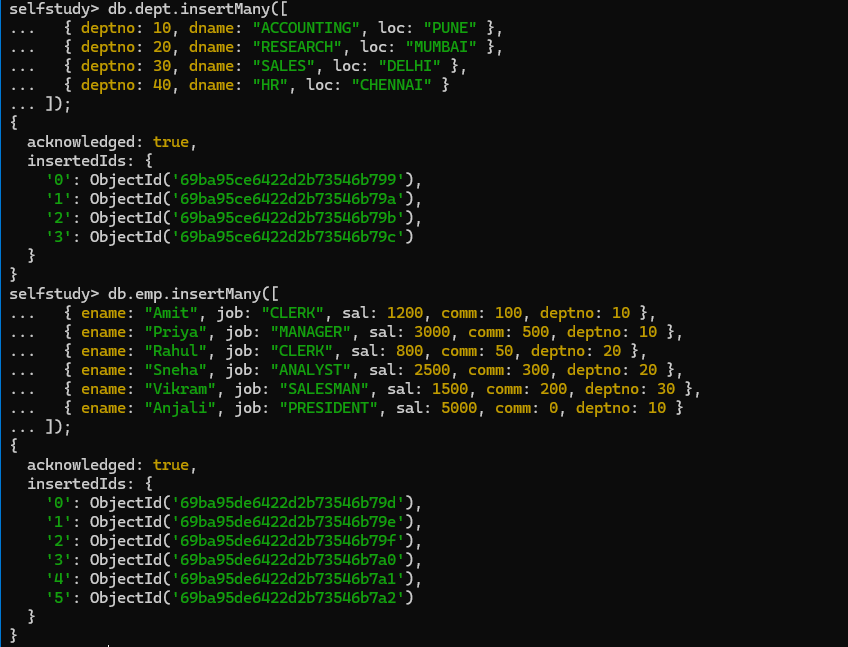 selfstudy> db.dept.insertMany([
...   { deptno: 10, dname: "ACCOUNTING", loc: "PUNE" },
...   { deptno: 20, dname: "RESEARCH", loc: "MUMBAI" },
...   { deptno: 30, dname: "SALES", loc: "DELHI" },
...   { deptno: 40, dname: "HR", loc: "CHENNAI" }
... ]);
{
  acknowledged: true,
  insertedIds: {
    '0': ObjectId('69ba95ce6422d2b73546b799'),
    '1': ObjectId('69ba95ce6422d2b73546b79a'),
    '2': ObjectId('69ba95ce6422d2b73546b79b'),
    '3': ObjectId('69ba95ce6422d2b73546b79c')
  }
}
selfstudy> db.emp.insertMany([
...   { ename: "Amit", job: "CLERK", sal: 1200, comm: 100, deptno: 10 },
...   { ename: "Priya", job: "MANAGER", sal: 3000, comm: 500, deptno: 10 },
...   { ename: "Rahul", job: "CLERK", sal: 800, comm: 50, deptno: 20 },
...   { ename: "Sneha", job: "ANALYST", sal: 2500, comm: 300, deptno: 20 },
...   { ename: "Vikram", job: "SALESMAN", sal: 1500, comm: 200, deptno: 30 },
...   { ename: "Anjali", job: "PRESIDENT", sal: 5000, comm: 0, deptno: 10 }
... ]);
{
  acknowledged: true,
  insertedIds: {
    '0': ObjectId('69ba95de6422d2b73546b79d'),
    '1': ObjectId('69ba95de6422d2b73546b79e'),
    '2': ObjectId('69ba95de6422d2b73546b79f'),
    '3': ObjectId('69ba95de6422d2b73546b7a0'),
    '4': ObjectId('69ba95de6422d2b73546b7a1'),
    '5': ObjectId('69ba95de6422d2b73546b7a2')
  }
}